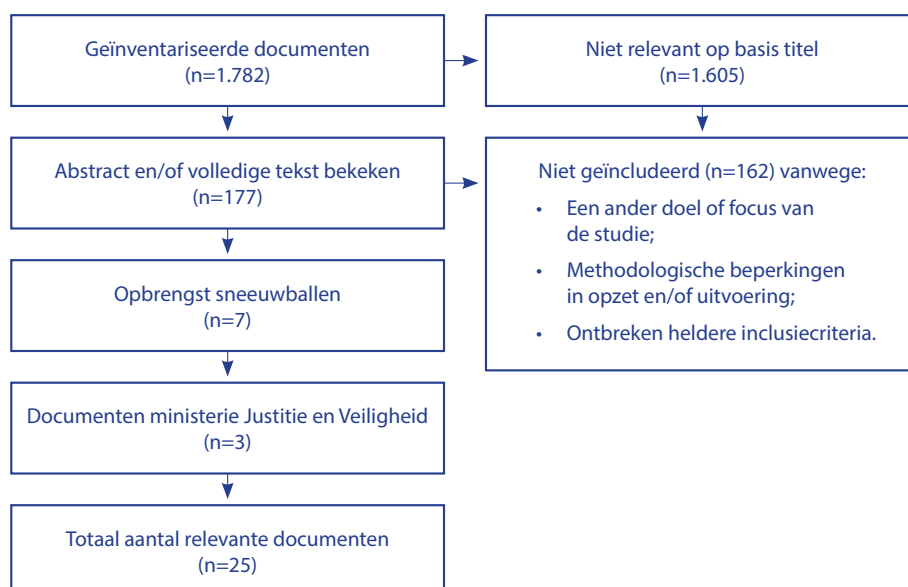 Geïnventariseerde documenten
(n=1.782)
Niet relevant op basis titel
(n=1.605)
Abstract en/of volledige tekst bekeken
(n=177)
Niet geïncludeerd (n=162) vanwege:
• Een ander doel of focus van
de studie;
• Methodologische beperkingen
in opzet en/of uitvoering;
• Ontbreken heldere inclusiecriteria.
Opbrengst sneeuwballen
(n=7)
Documenten ministerie Justitie en Veiligheid
(n=3)
Totaal aantal relevante documenten
(n=25)